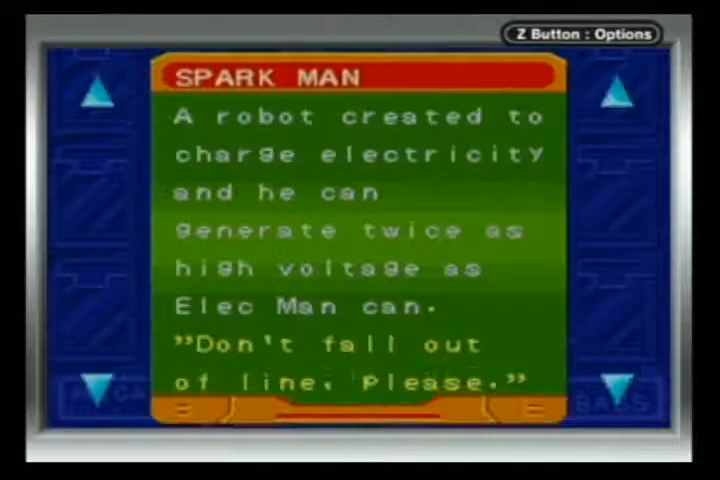 Z Button : Options
SPARK MAN
A robot created to
charge electricity
and he can
generate twice as
high voltage as
Elec Man can.
"Don't fall out
of line, Please."
BASS